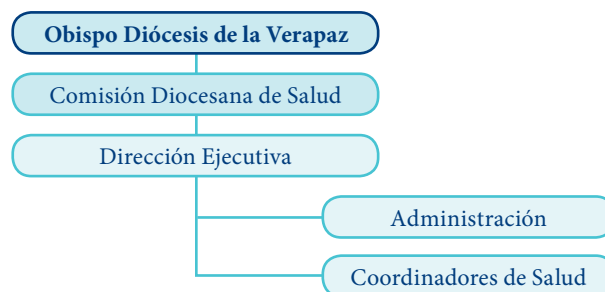 Obispo Diócesis de la Verapaz
Comisión Diocesana de Salud
Dirección Ejecutiva
Administración
Coordinadores de Salud